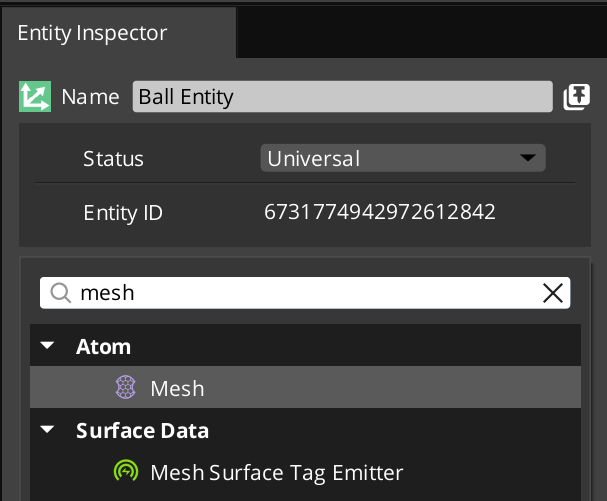 Entity Inspector
Name Ball Entity
Status Universal
Entity ID 6731774942972612842
mesh
Atom
Mesh
Surface Data
Mesh Surface Tag Emitter